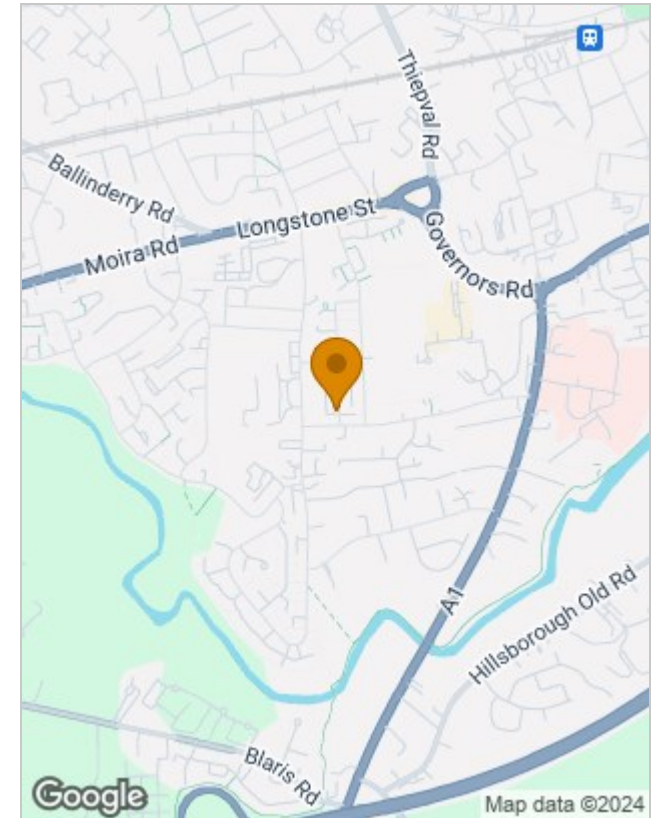 Thiepval Rd
Ballinderry Rd
Longstone St
Moira Rd
Governors Rd
A1
Hillsborough Old Rd
Blaris Rd
Google
Map data ©2024